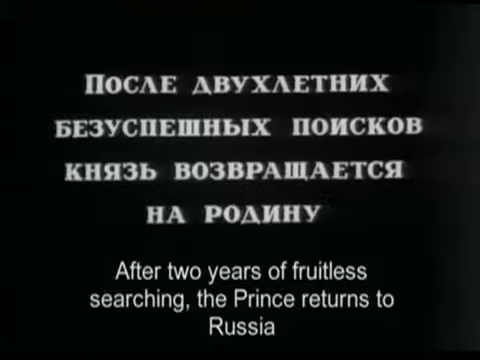 После двухлетних
безуспешных поисков
князь возвращается
на родину
After two years of fruitless
searching, the Prince returns to
Russia